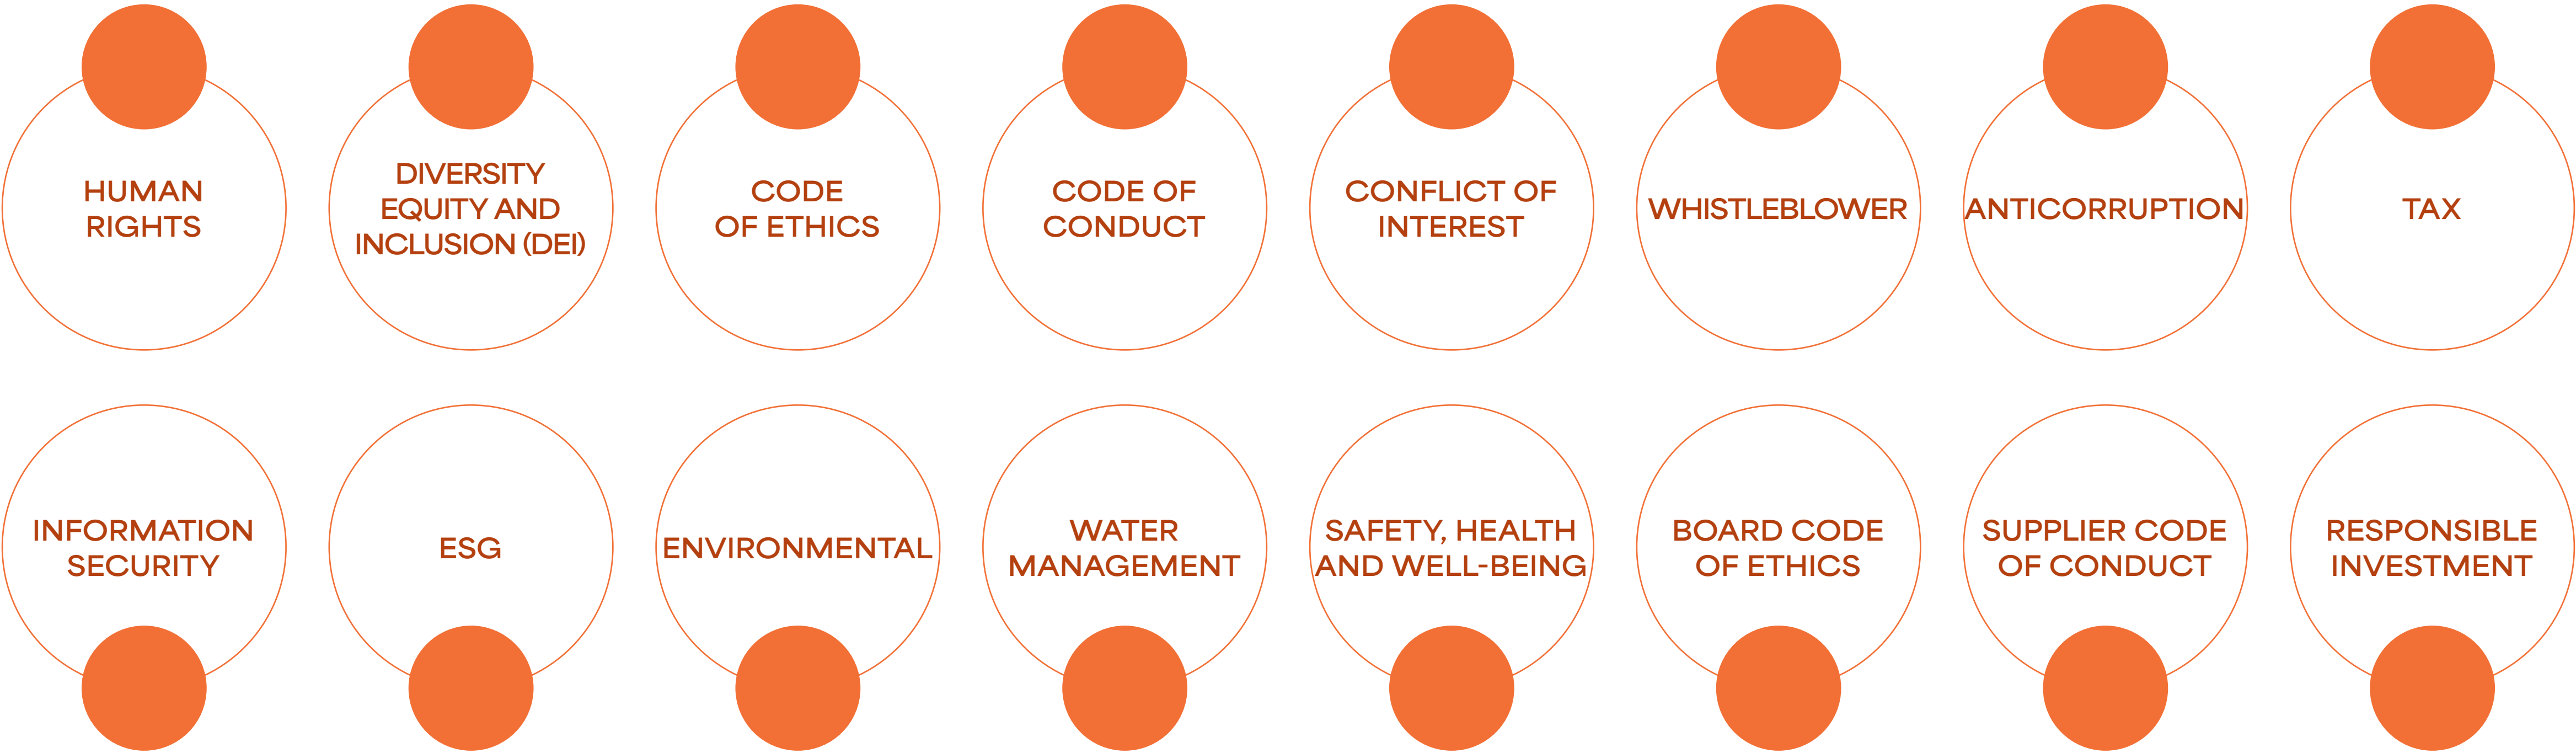 HUMAN
RIGHTS
DIVERSITY
EQUITY AND
INCLUSION (DEI)
CODE
OF ETHICS
CODE OF
CONDUCT
CONFLICT OF
INTEREST
WHISTLEBLOWER
ANTICORRUPTION
TAX
INFORMATION
SECURITY
ESG
ENVIRONMENTAL
WATER
MANAGEMENT
SAFETY, HEALTH
AND WELL-BEING
BOARD CODE
OF ETHICS
SUPPLIER CODE
OF CONDUCT
RESPONSIBLE
INVESTMENT